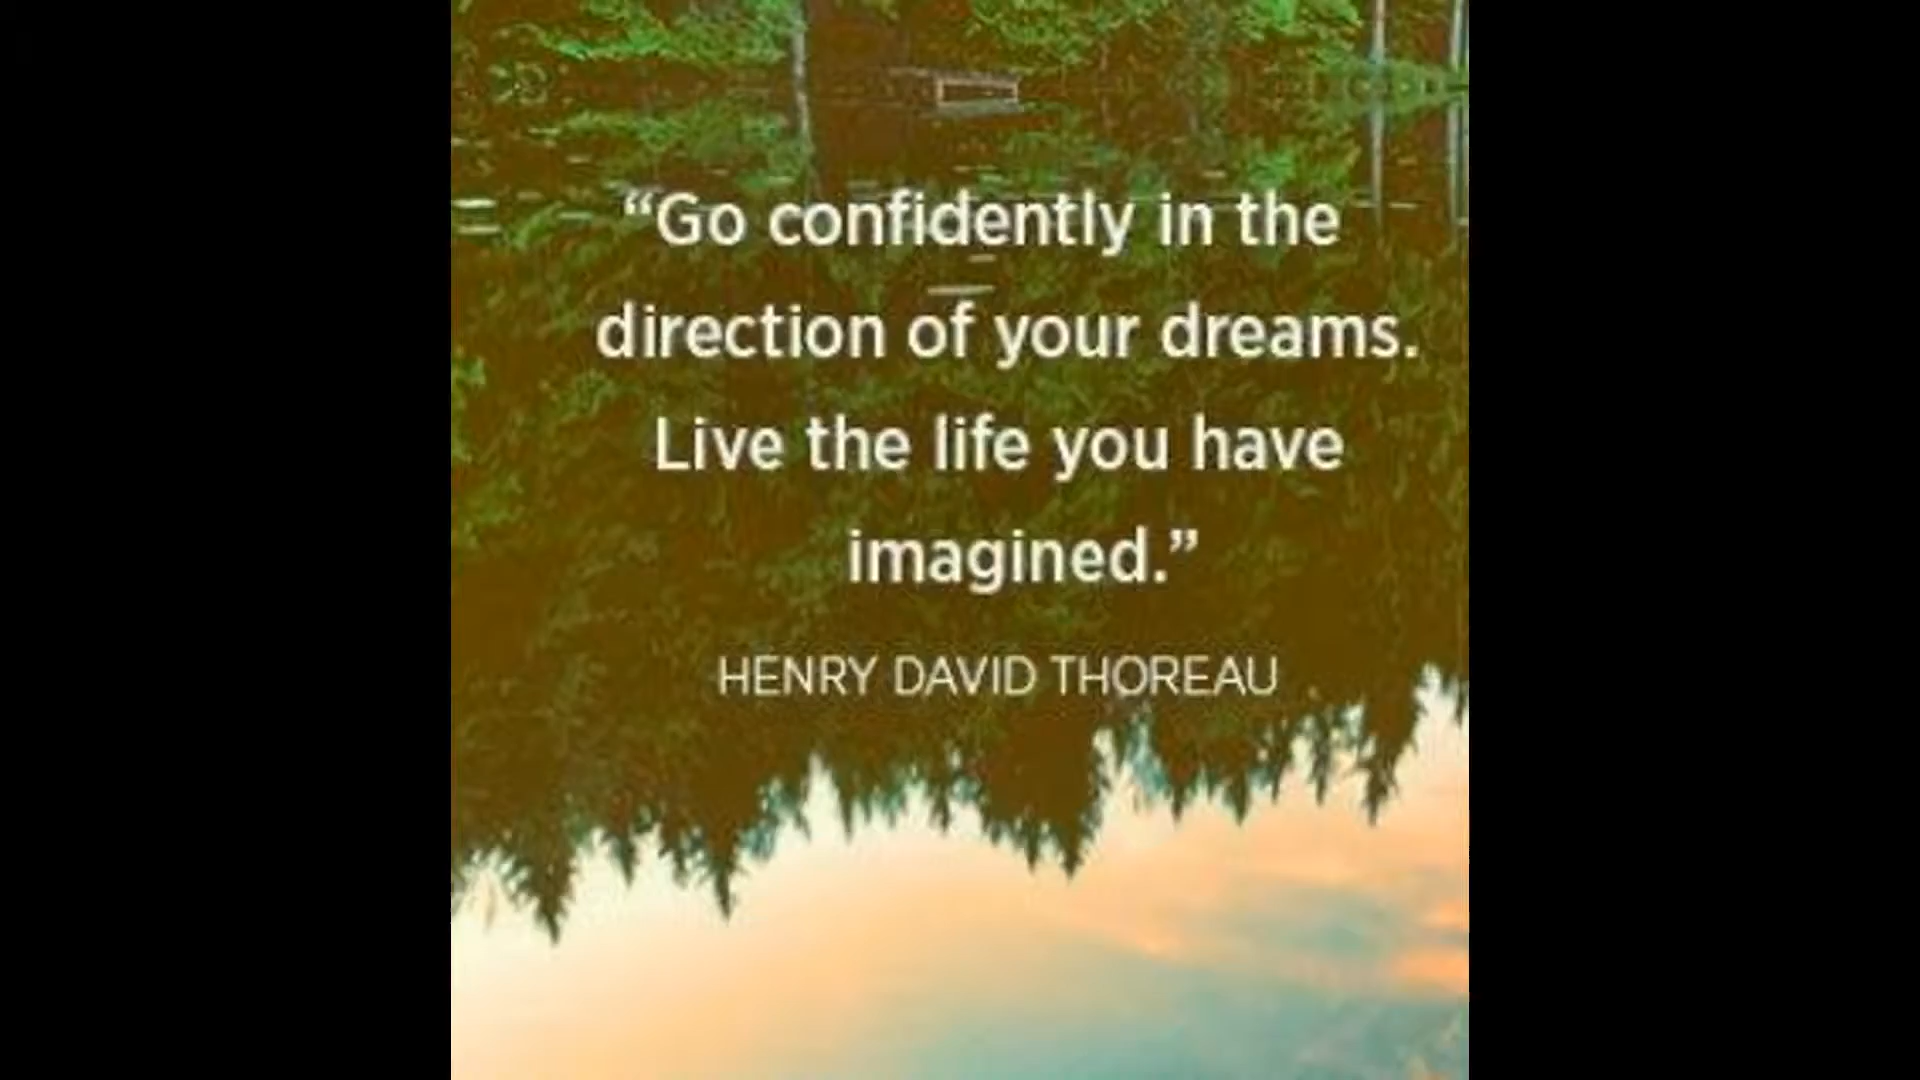 “Go confidently in the
direction of your dreams.
Live the life you have
imagined.”
HENRY DAVID THOREAU